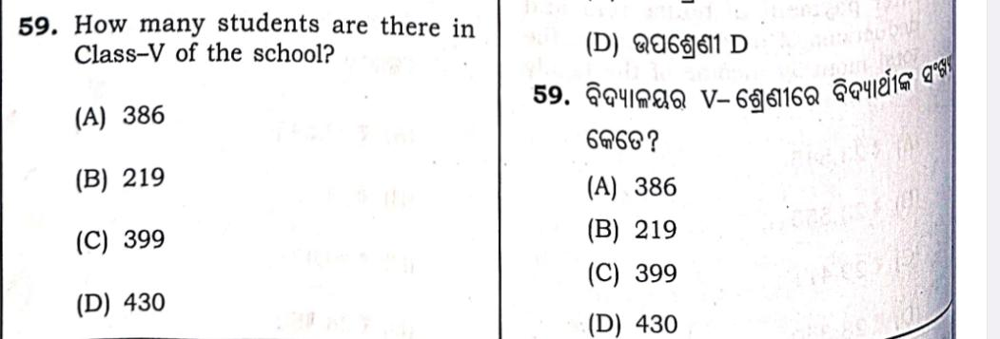 59. How many students are there in
Class–V of the school?
(A) 386
(B) 219
(C) 399
(D) 430
(D) ଉପଶ୍ରେଣୀ D
59. ବିଦ୍ୟାଳୟର V– ଶ୍ରେଣୀରେ ବିଦ୍ୟାର୍ଥୀଙ୍କ ସଂଖ୍ୟା
କେତେ?
(A) 386
(B) 219
(C) 399
(D) 430